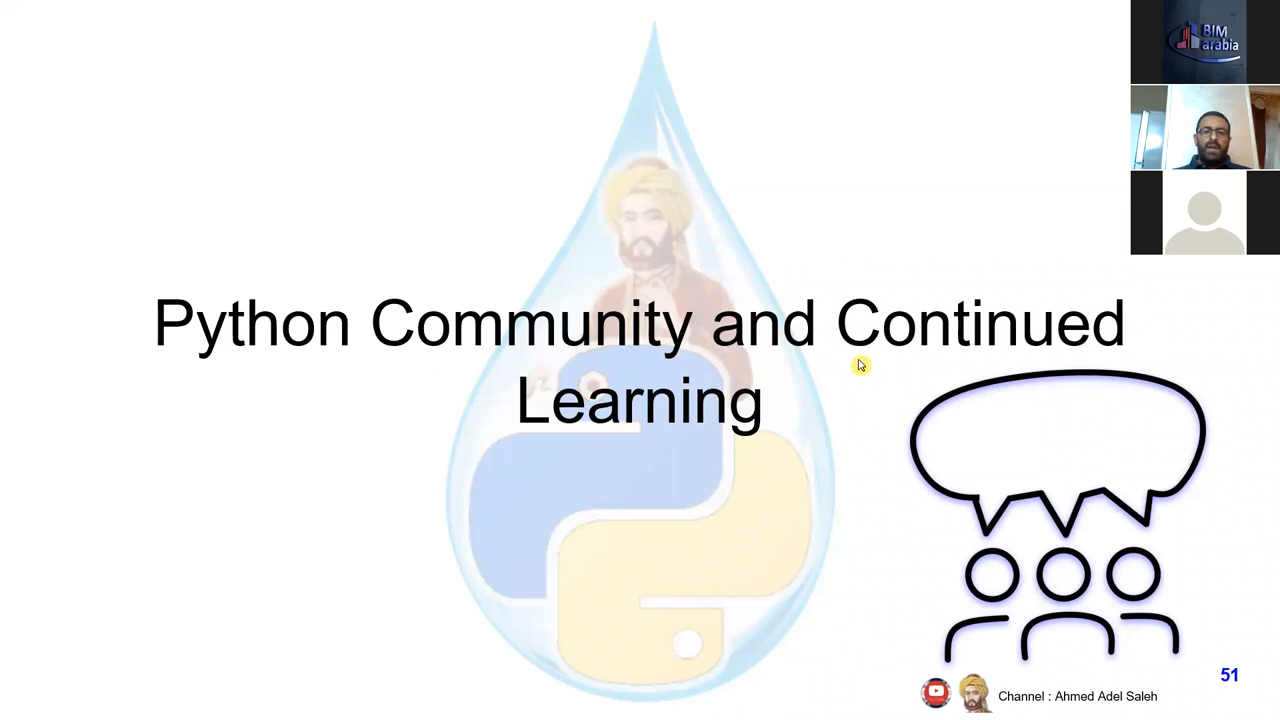 BIM
arabia
Python Community and Continued
Learning
51
Channel : Ahmed Adel Saleh